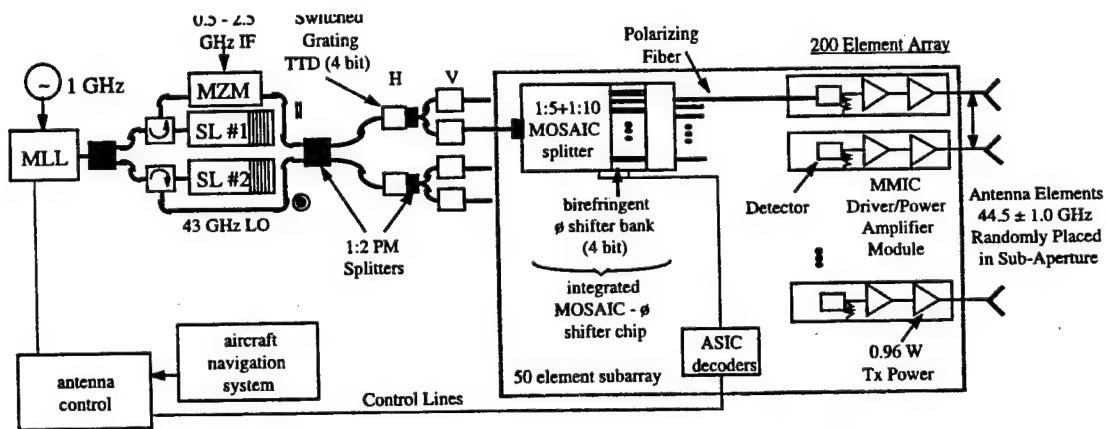 0.5 - 2.5
GHz IF
Switched
Grating
TTD (4 bit)
H
V
Polarizing
Fiber
200 Element Array
~
1 GHz
MZM
MLL
SL #1
SL #2
43 GHz LO
1:2 PM
Splitters
1:5+1:10
MOSAIC
splitter
birefringent
ø shifter bank
(4 bit)
integrated
MOSAIC - ø
shifter chip
Detector
MMIC
Driver/Power
Amplifier
Module
Antenna Elements
44.5 ± 1.0 GHz
Randomly Placed
in Sub-Aperture
0.96 W
Tx Power
ASIC
decoders
50 element subarray
aircraft
navigation
system
antenna
control
Control Lines